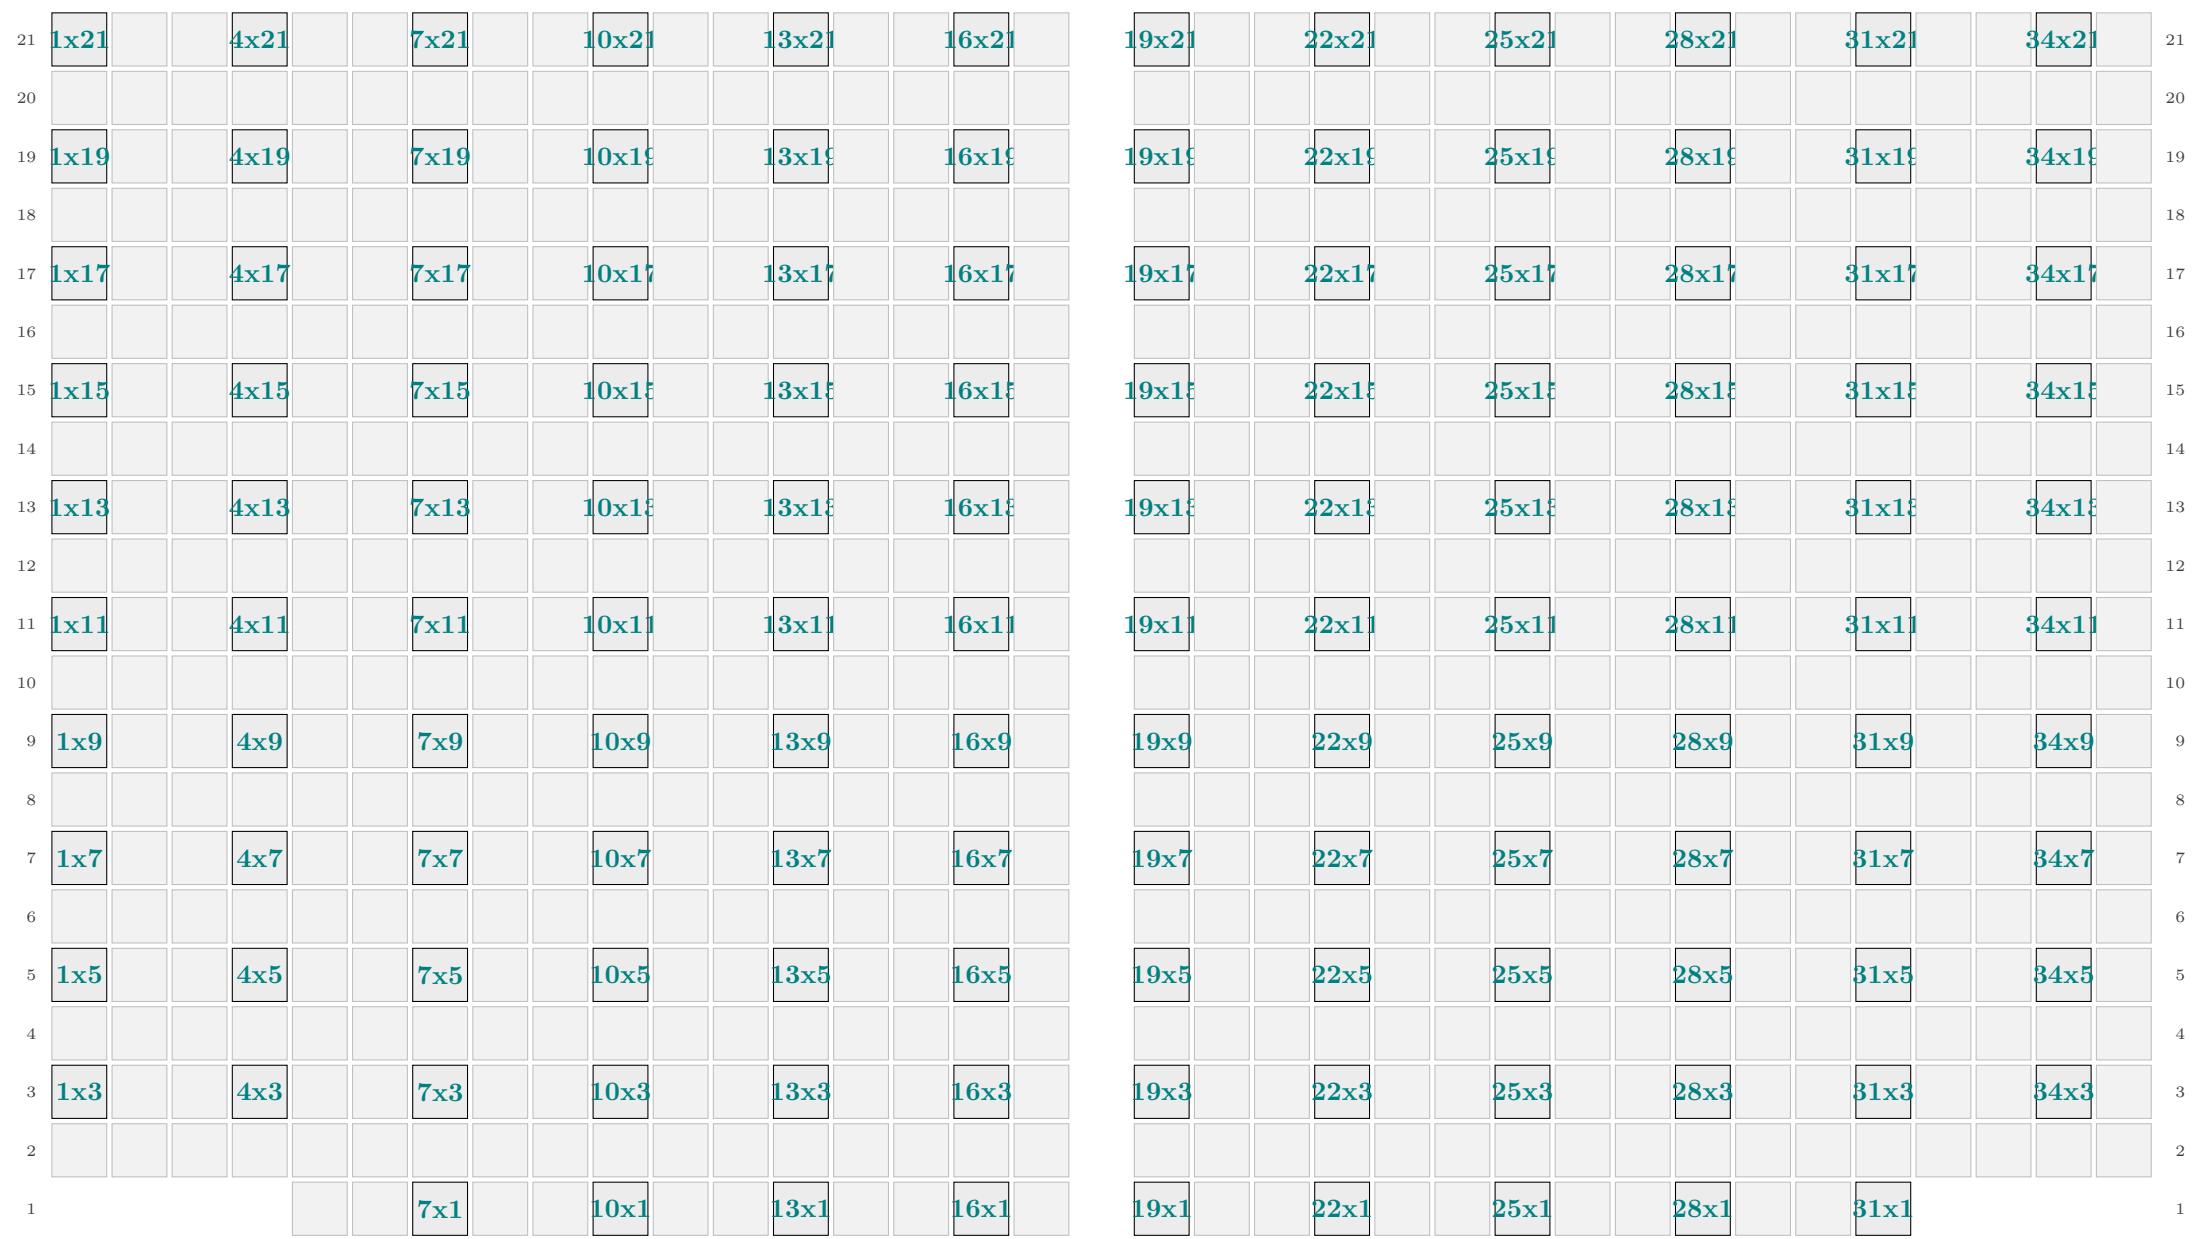 21 1x21 4x21 7x21 10x21 13x21 16x21 19x21 22x21 25x21 28x21 31x21 34x21 21
20 20
19 1x19 4x19 7x19 10x19 13x19 16x19 19x19 22x19 25x19 28x19 31x19 34x19 19
18 18
17 1x17 4x17 7x17 10x17 13x17 16x17 19x17 22x17 25x17 28x17 31x17 34x17 17
16 16
15 1x15 4x15 7x15 10x15 13x15 16x15 19x15 22x15 25x15 28x15 31x15 34x15 15
14 14
13 1x13 4x13 7x13 10x13 13x13 16x13 19x13 22x13 25x13 28x13 31x13 34x13 13
12 12
11 1x11 4x11 7x11 10x11 13x11 16x11 19x11 22x11 25x11 28x11 31x11 34x11 11
10 10
9 1x9 4x9 7x9 10x9 13x9 16x9 19x9 22x9 25x9 28x9 31x9 34x9 9
8 8
7 1x7 4x7 7x7 10x7 13x7 16x7 19x7 22x7 25x7 28x7 31x7 34x7 7
6 6
5 1x5 4x5 7x5 10x5 13x5 16x5 19x5 22x5 25x5 28x5 31x5 34x5 5
4 4
3 1x3 4x3 7x3 10x3 13x3 16x3 19x3 22x3 25x3 28x3 31x3 34x3 3
2 2
1 7x1 10x1 13x1 16x1 19x1 22x1 25x1 28x1 31x1 1